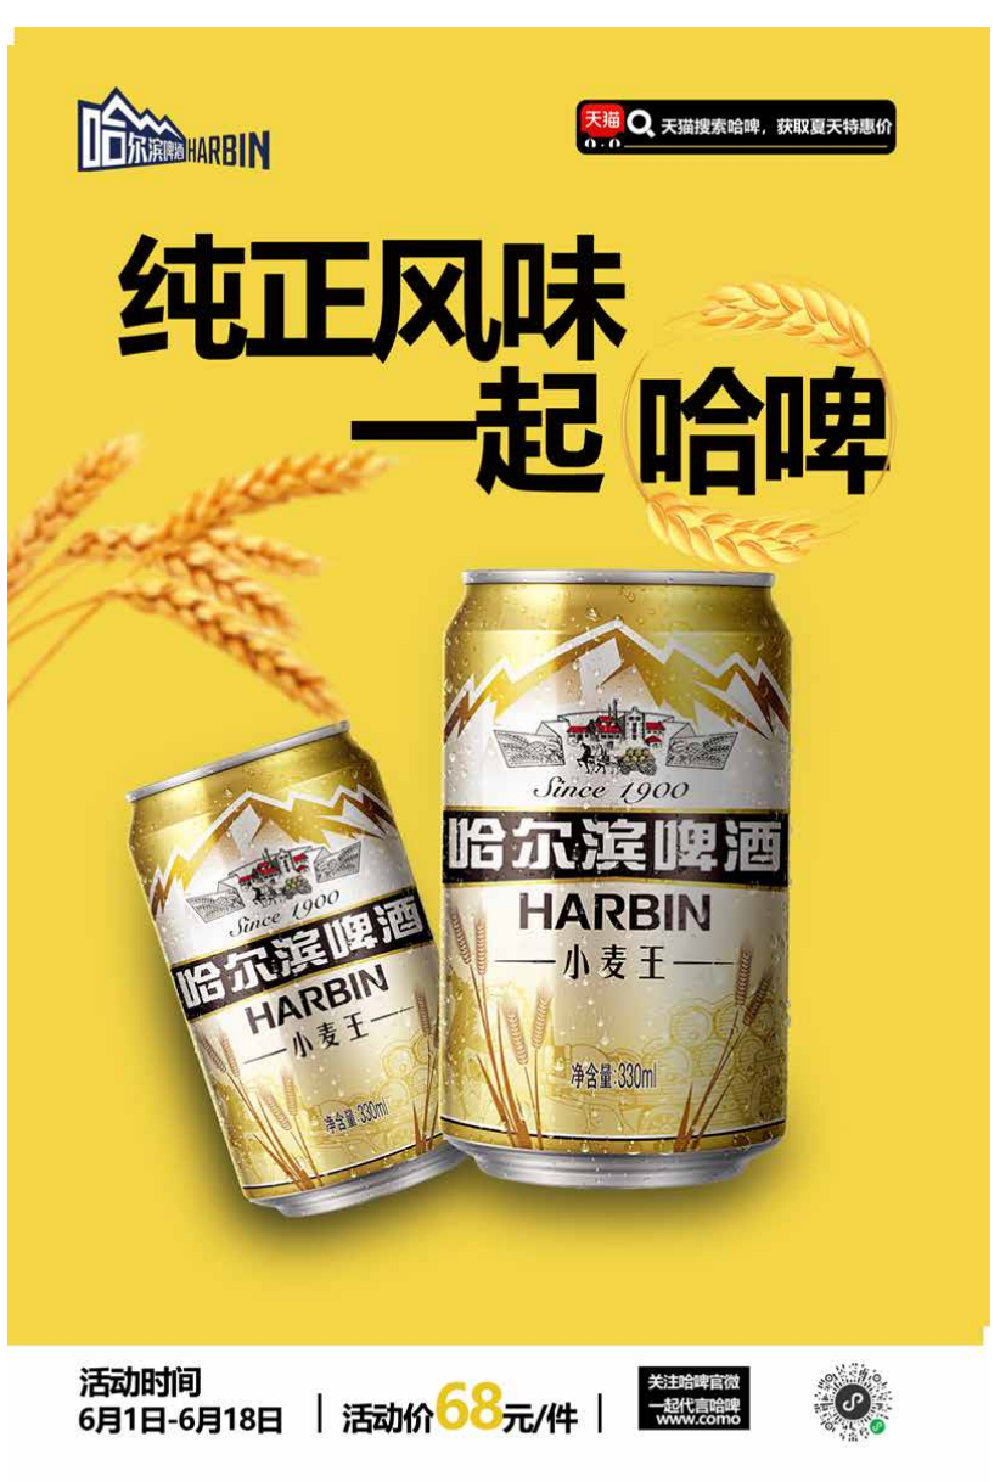 哈尔滨啤酒 HARBIN
天猫 天猫搜索哈啤，获取夏天特惠价
纯正风味
一起 哈啤
Since 1900
哈尔滨啤酒
HARBIN
小麦王
净含量:330ml
Since 1900
哈尔滨啤酒
HARBIN
小麦王
净含量:330ml
活动时间
6月1日-6月18日
活动价68元/件
关注哈啤官微
一起代言哈啤
www.como